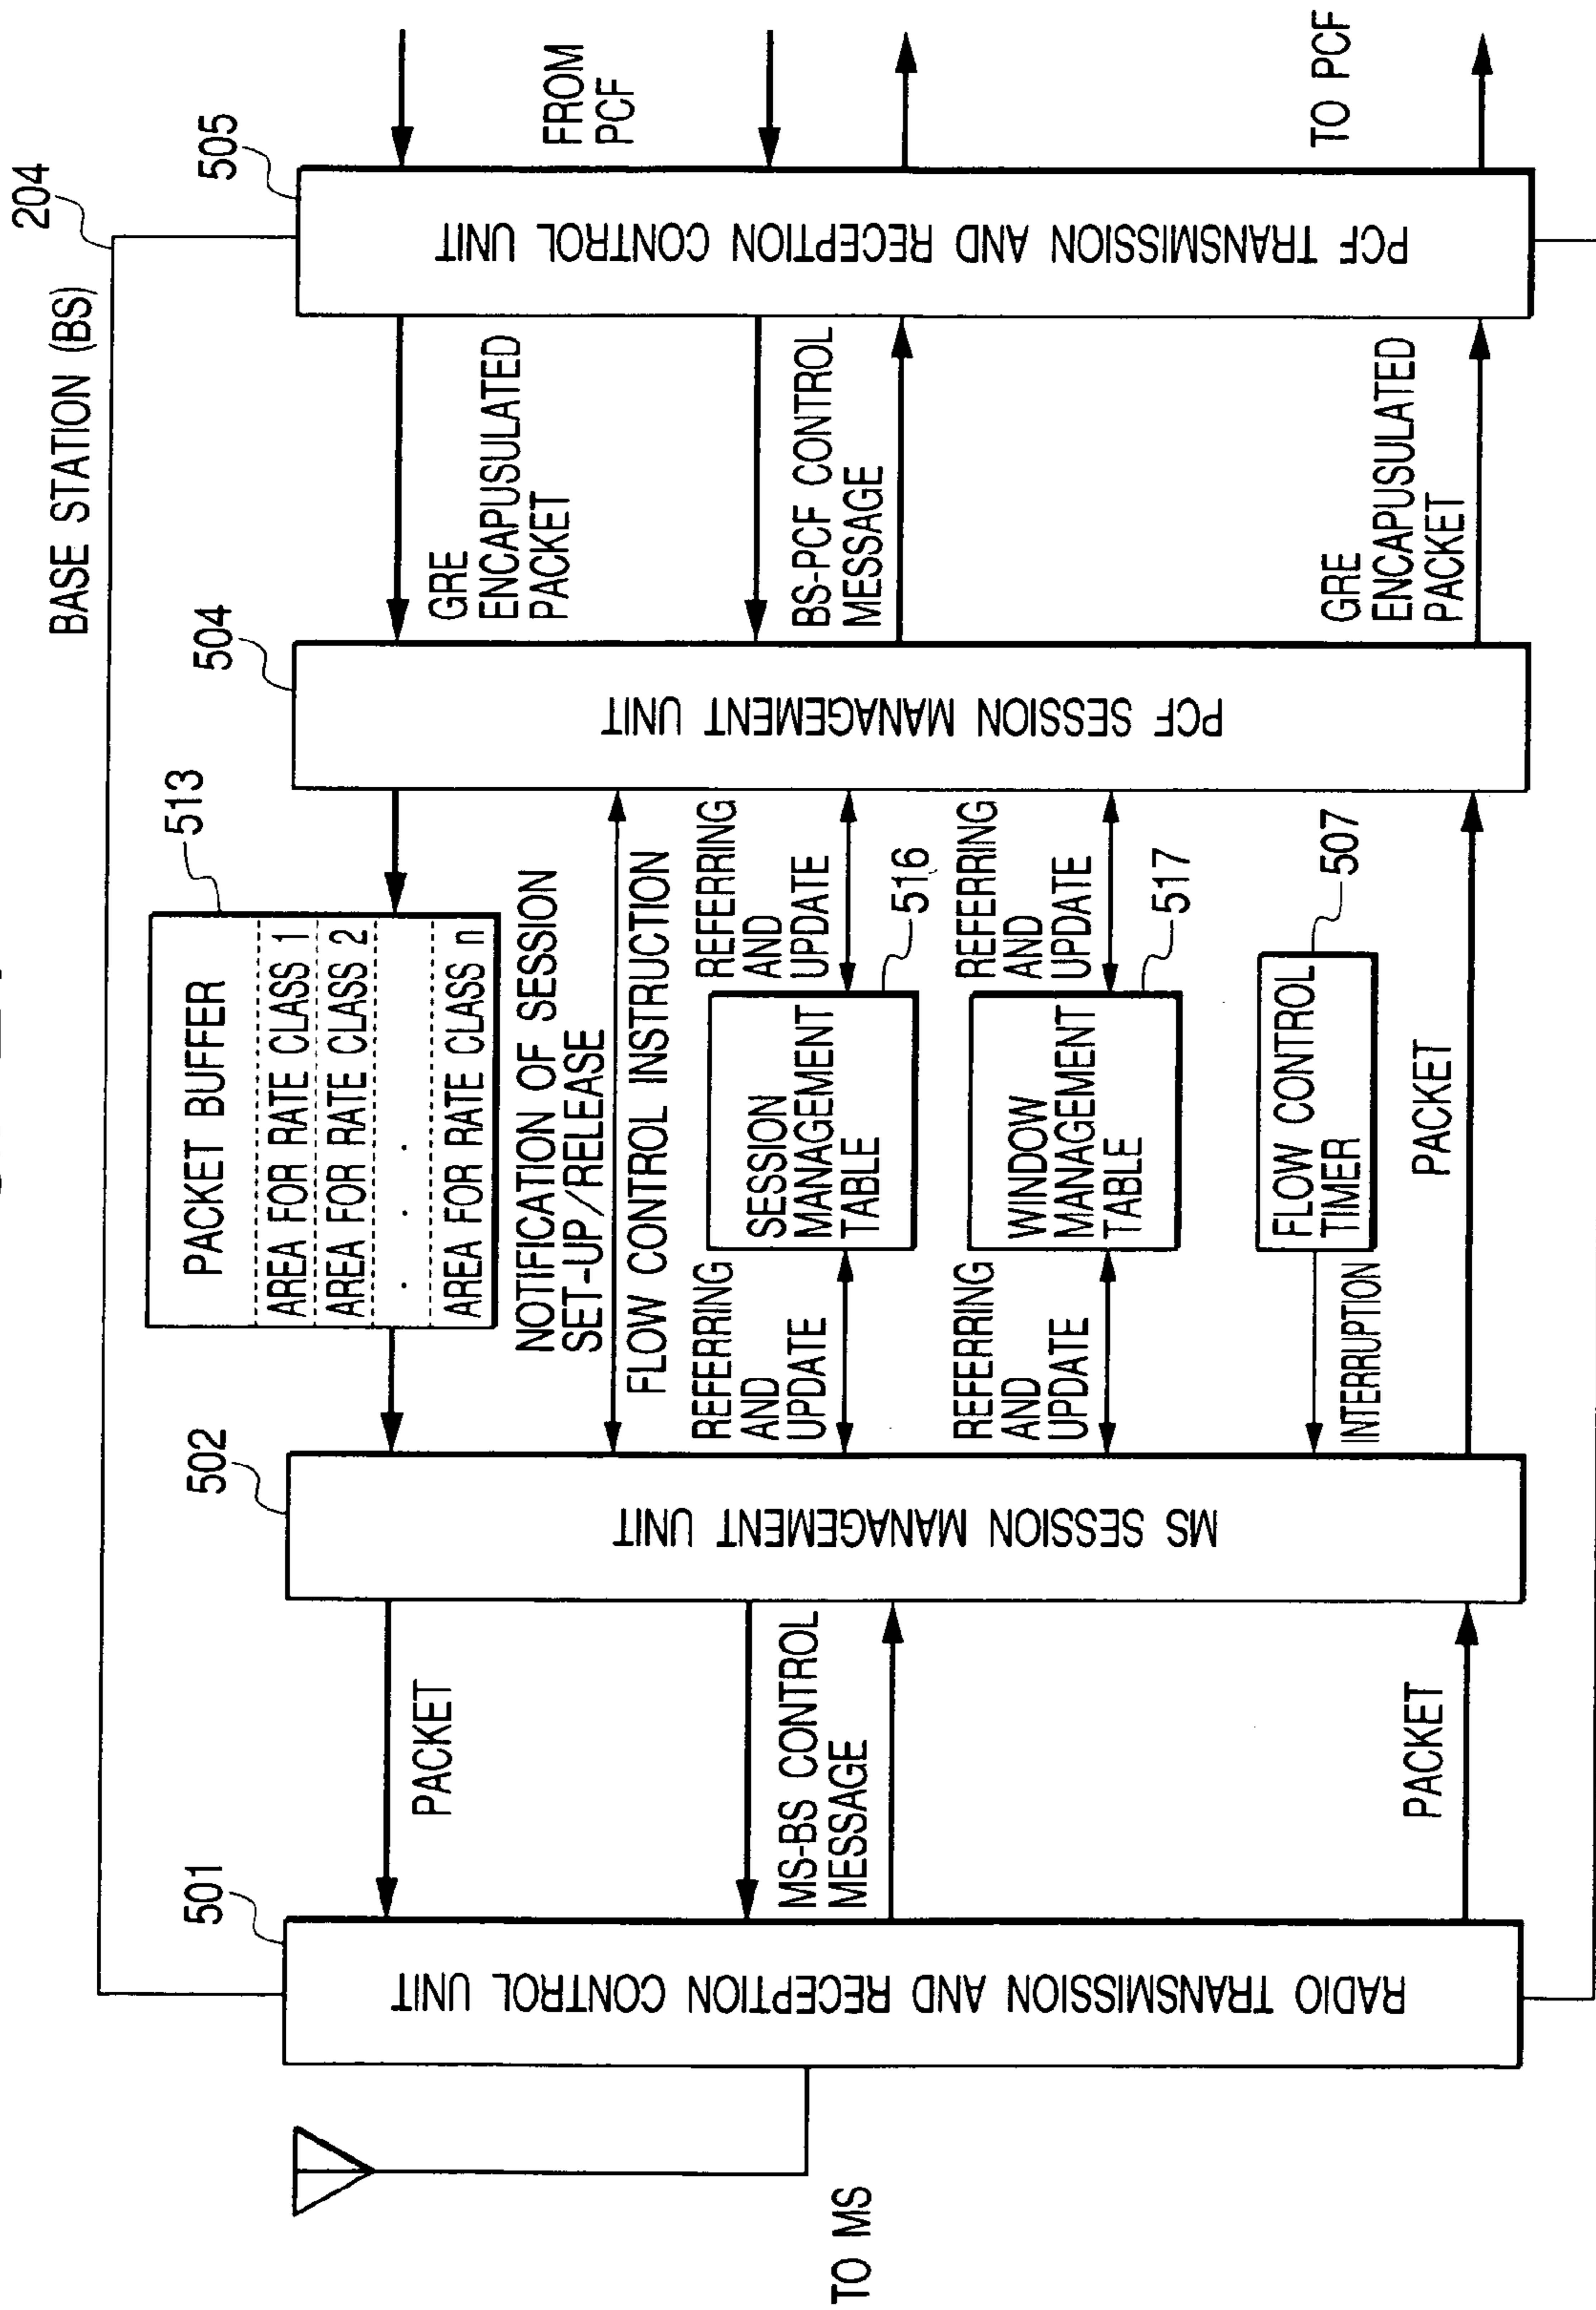 BASE STATION (BS)
204
501
502
513
504
505
RADIO TRANSMISSION AND RECEPTION CONTROL UNIT
MS SESSION MANAGEMENT UNIT
PCF SESSION MANAGEMENT UNIT
PCF TRANSMISSION AND RECEPTION CONTROL UNIT
TO MS
PACKET
MS-BS CONTROL
MESSAGE
PACKET
PACKET BUFFER
AREA FOR RATE CLASS 1
AREA FOR RATE CLASS 2
. .
AREA FOR RATE CLASS n
NOTIFICATION OF SESSION
SET-UP/RELEASE
FLOW CONTROL INSTRUCTION
REFERRING
AND
UPDATE
SESSION
MANAGEMENT
TABLE
REFERRING
AND
UPDATE
516
REFERRING
AND
UPDATE
WINDOW
MANAGEMENT
TABLE
REFERRING
AND
UPDATE
517
INTERRUPTION
FLOW CONTROL
TIMER
507
PACKET
GRE
ENCAPUSULATED
PACKET
BS-PCF CONTROL
MESSAGE
GRE
ENCAPUSULATED
PACKET
FROM
PCF
TO PCF